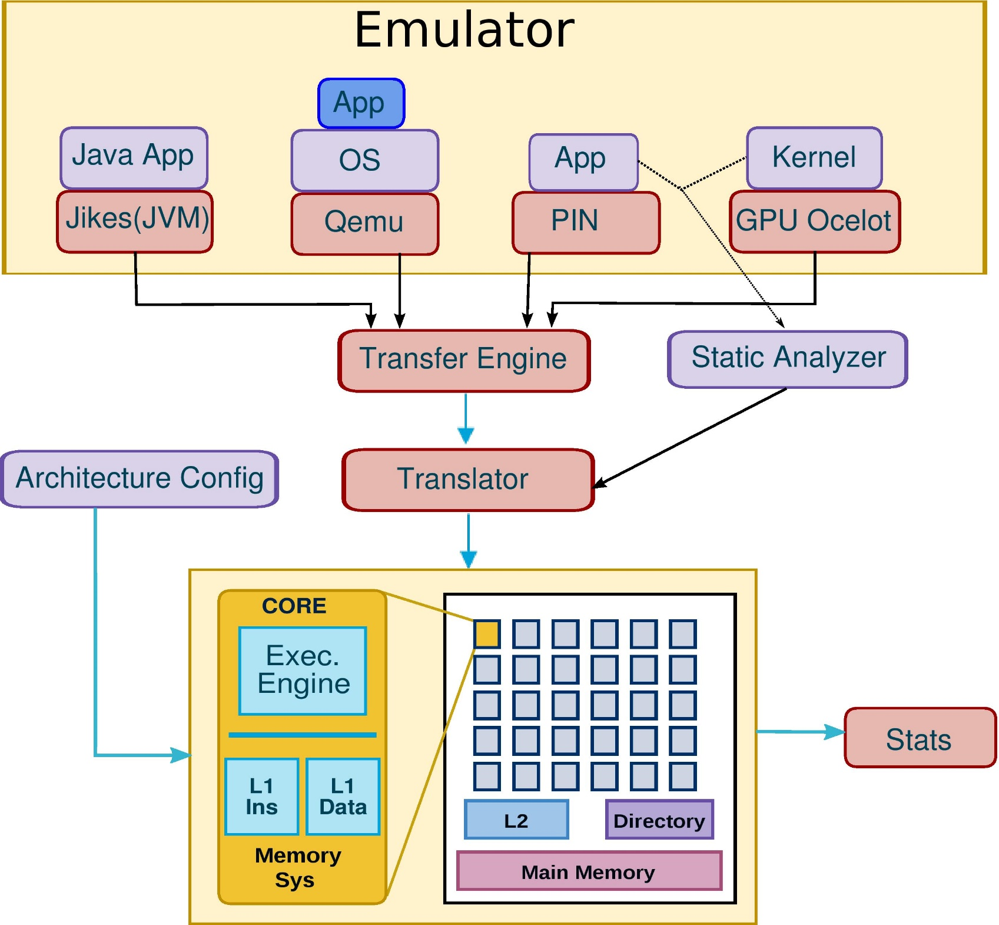 Emulator
App
Java App
OS
App
Kernel
Jikes(JVM)
Qemu
PIN
GPU Ocelot
Transfer Engine
Static Analyzer
Architecture Config
Translator
CORE
Exec.
Engine
L1
Ins
L1
Data
Memory
Sys
L2
Directory
Main Memory
Stats